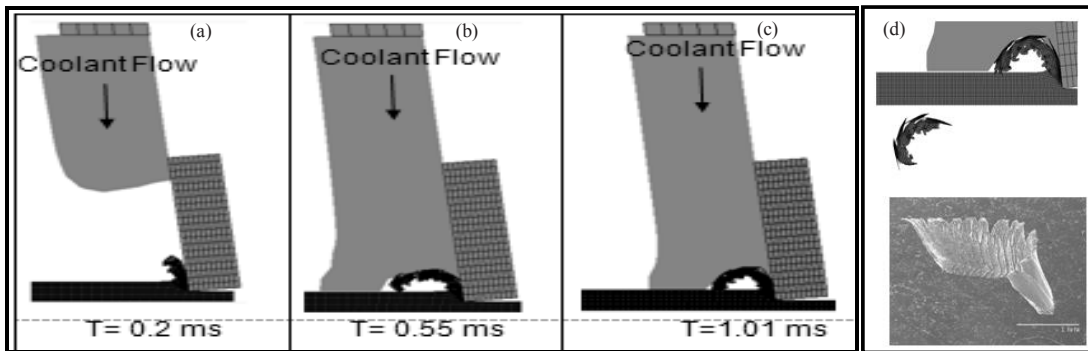 (a)
Coolant Flow
T= 0.2 ms
(b)
Coolant Flow
T= 0.55 ms
(c)
Coolant Flow
T=1.01 ms
(d)